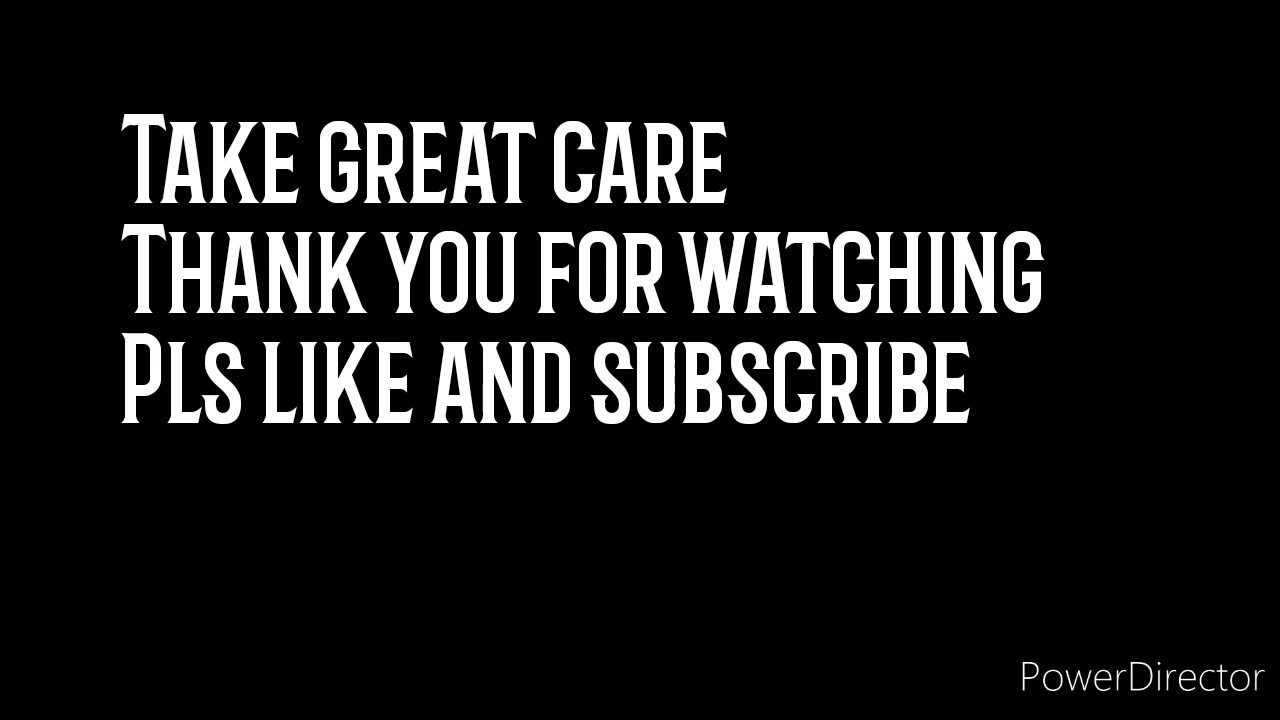 Take great care
Thank you for watching
Pls like and subscribe
PowerDirector